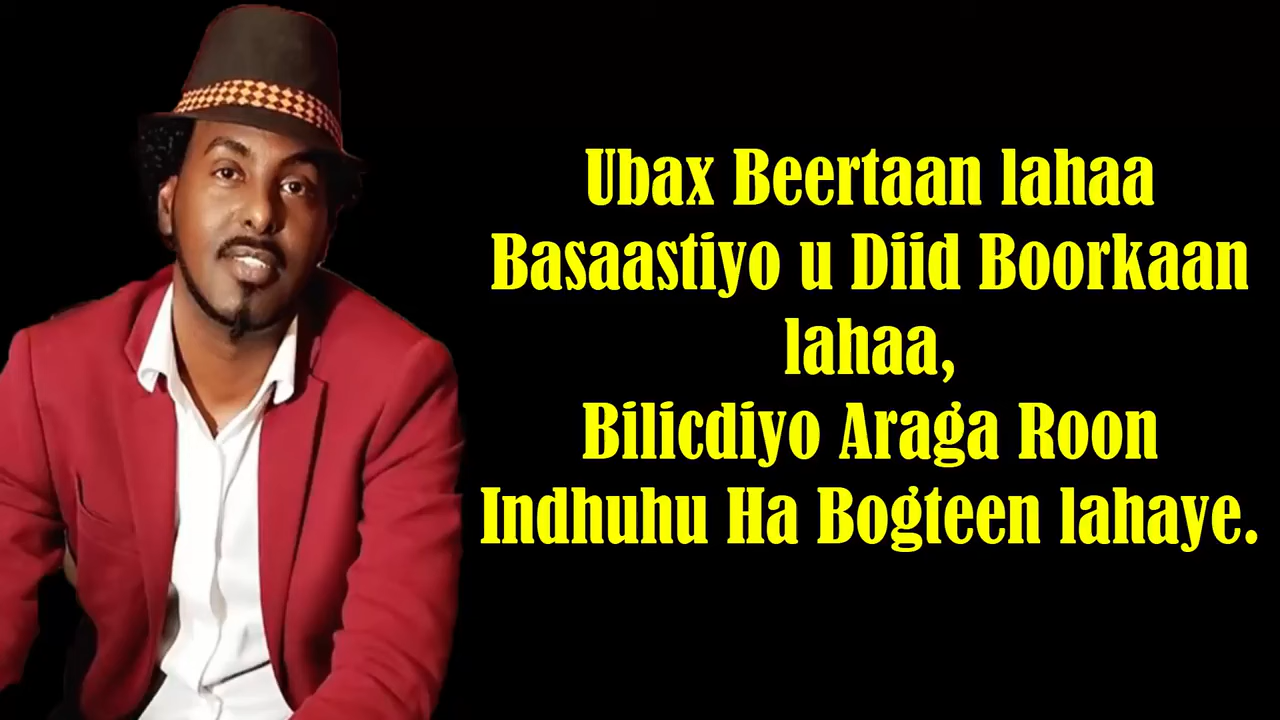 Ubax Beertaan lahaa
Basaastiyo u Diid Boorkaan
lahaa,
Bilicdiyo Araga Roon
Indhuhu Ha Bogteen lahaye.